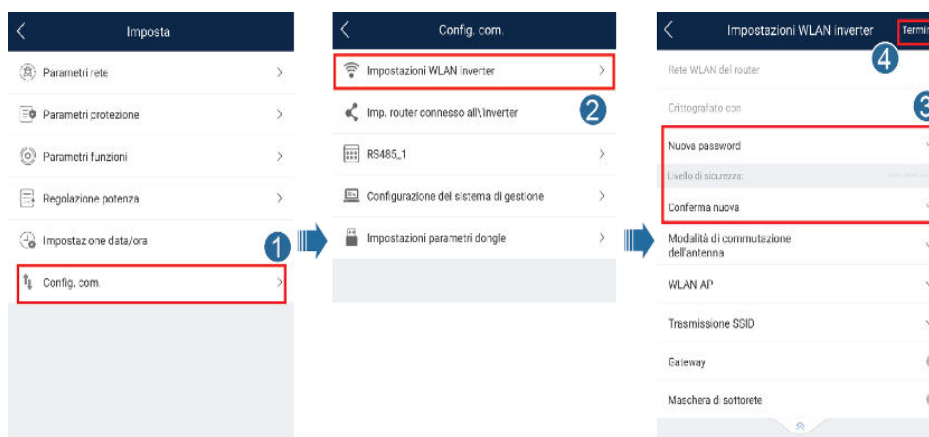 Imposta
Parametri rete
Parametri protezione
Parametri funzioni
Regolazione potenza
Impostazione data/ora
1
Config. com.
Config. com.
Impostazioni WLAN inverter
2
Imp. router connesso all\'inverter
RS485_1
Configurazione del sistema di gestione
Impostazioni parametri dongle
Impostazioni WLAN inverter
Termin
4
Rete WLAN del router
Crittografato con
3
Nuova password
Livello di sicurezza:
Conferma nuova
Modalità di commutazione
dell'antenna
WLAN AP
Trasmissione SSID
Gateway
Maschera di sottorete